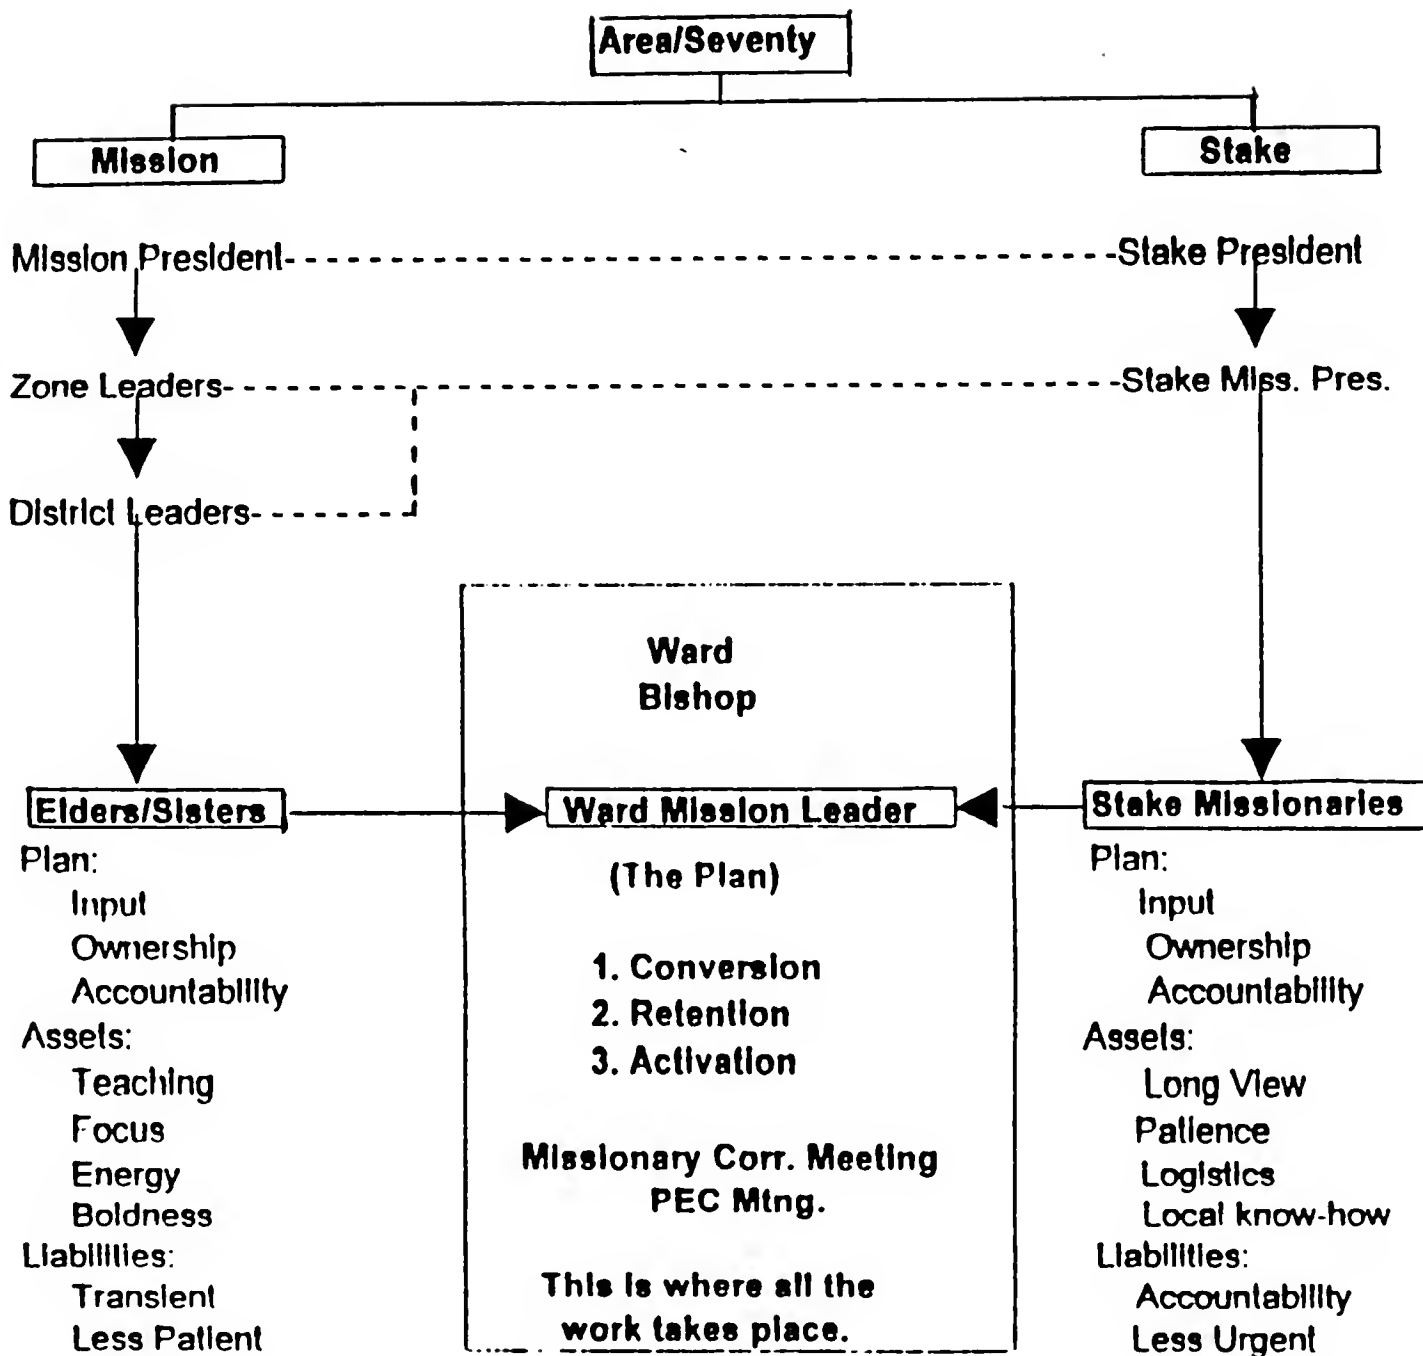 Area/Seventy
Mission
Stake
Mission President
Stake President
Zone Leaders
Stake Miss. Pres.
District Leaders
Ward
Bishop
Elders/Sisters
Ward Mission Leader
Stake Missionaries
Plan:
Input
Ownership
Accountability
Assets:
Teaching
Focus
Energy
Boldness
Liabilities:
Transient
Less Patient
(The Plan)
1. Conversion
2. Retention
3. Activation
Missionary Corr. Meeting
PEC Mtng.
This is where all the
work takes place.
Plan:
Input
Ownership
Accountability
Assets:
Long View
Patience
Logistics
Local know-how
Liabilities:
Accountability
Less Urgent